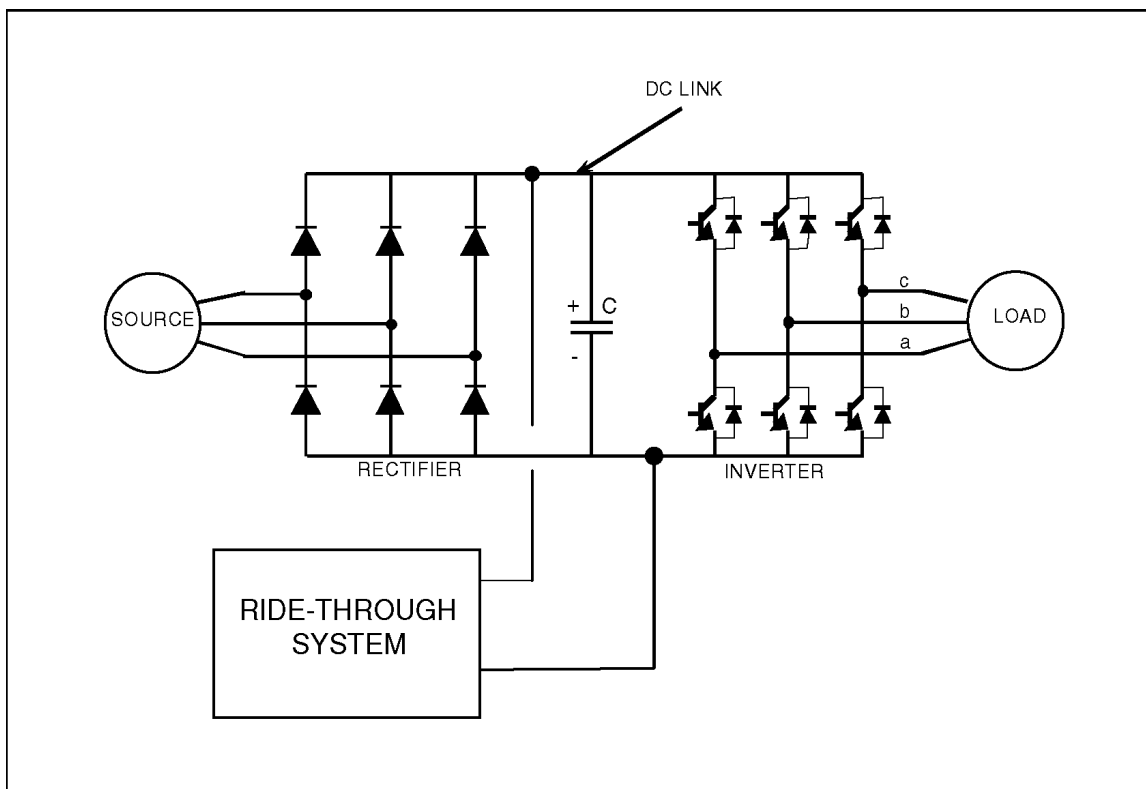 DC LINK
+ C
-
SOURCE
c
b
a
LOAD
RECTIFIER
INVERTER
RIDE-THROUGH
SYSTEM